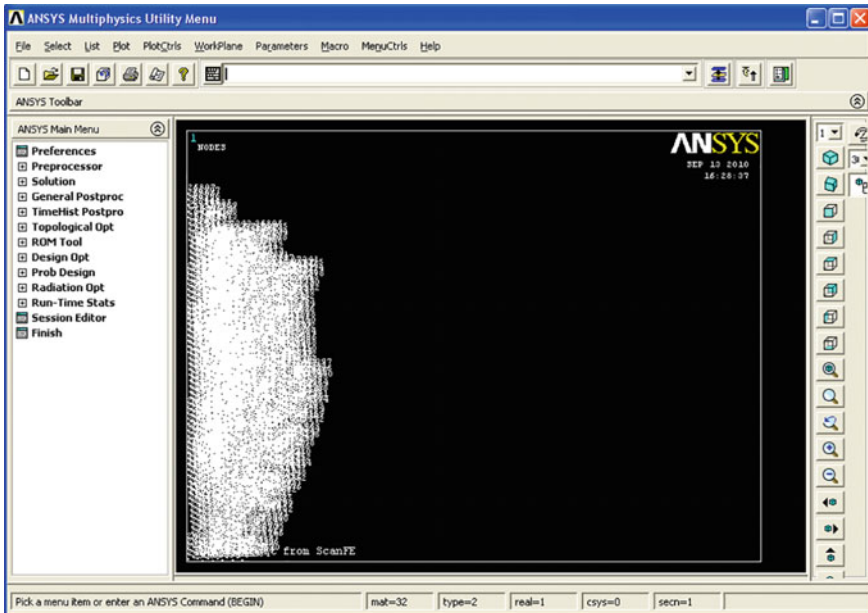 ANSYS Multiphysics Utility Menu
File Select List Plot PlotCtrls WorkPlane Parameters Macro MenuCtrls Help
ANSYS Toolbar
ANSYS Main Menu
Preferences
Preprocessor
Solution
General Postproc
TimeHist Postpro
Topological Opt
ROM Tool
Design Opt
Prob Design
Radiation Opt
Run-Time Stats
Session Editor
Finish
1
NODES
ANSYS
SEP 13 2010
16:28:37
from ScanFE
1
Pick a menu item or enter an ANSYS Command (BEGIN)
mat=32
type=2
real=1
csys=0
secn=1